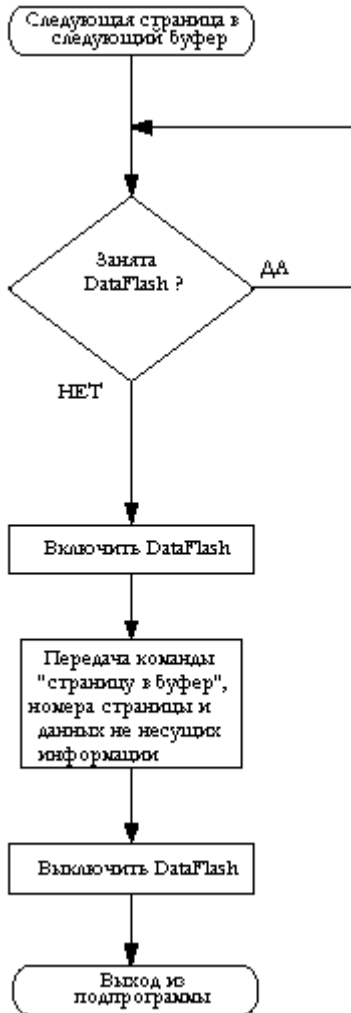 Следующая страница в
следующий буфер
Занята
DataFlash ?
ДА
НЕТ
Включить DataFlash
Передача команды
"страницу в буфер",
номера страницы и
данных не несущих
информации
Выключить DataFlash
Выход из
подпрограммы